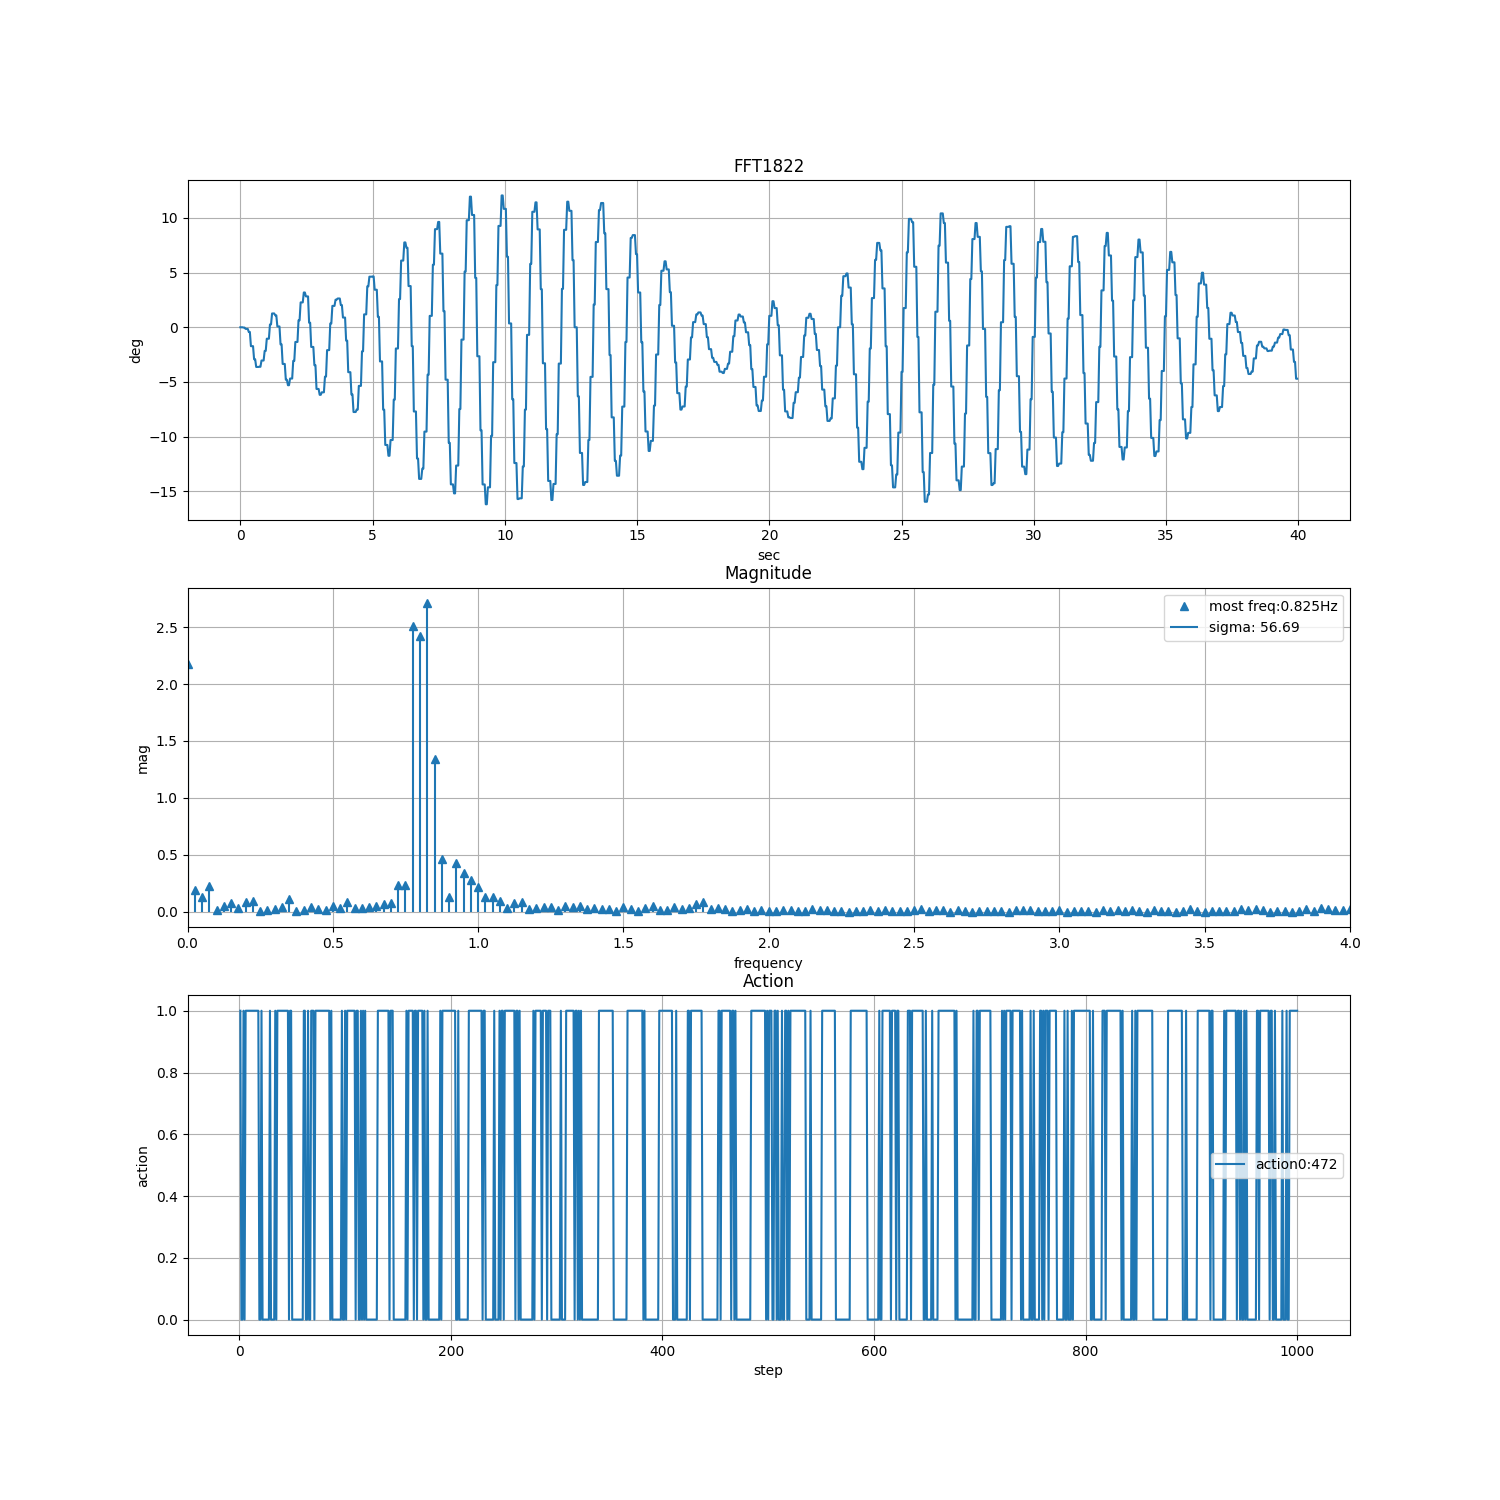 FFT1822
10
5
0
−5
−10
−15
deg
0 5 10 15 20 25 30 35 40
sec
Magnitude
most freq:0.825Hz
sigma: 56.69
2.5
2.0
1.5
1.0
0.5
0.0
mag
0.0 0.5 1.0 1.5 2.0 2.5 3.0 3.5 4.0
frequency
Action
1.0
0.8
0.6
0.4
0.2
0.0
action
action0:472
0 200 400 600 800 1000
step